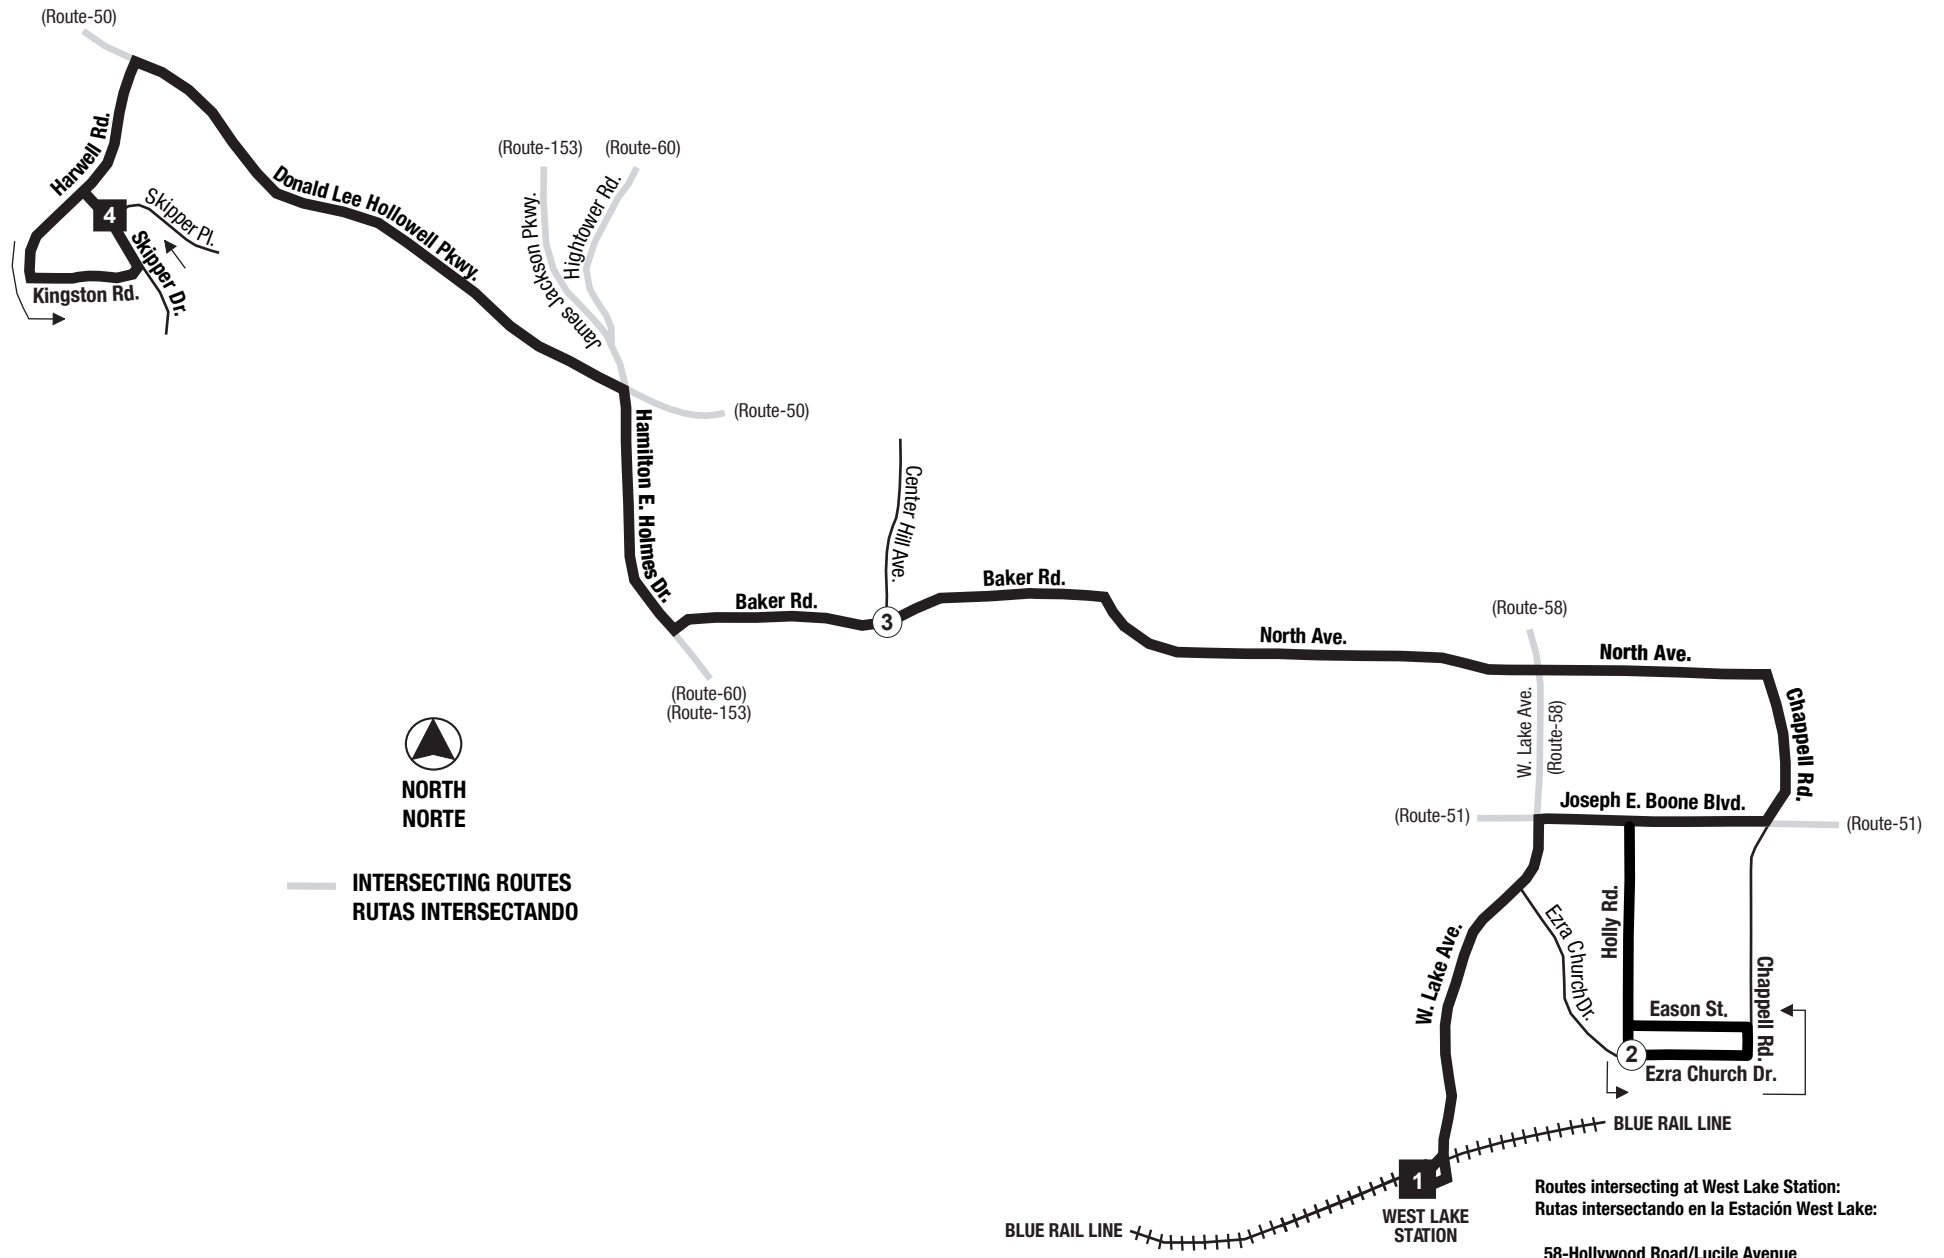 (Route-50)
Harwell Rd.
4
Skipper Pl.
Skipper Dr.
Kingston Rd.
Donald Lee Hollowell Pkwy.
(Route-153)
(Route-60)
James Jackson Pkwy.
Hightower Rd.
(Route-50)
Hamilton E. Holmes Dr.
Center Hill Ave.
Baker Rd.
3
Baker Rd.
(Route-60)
(Route-153)
North Ave.
(Route-58)
North Ave.
W. Lake Ave.
(Route-58)
Chappell Rd.
NORTH
NORTE
INTERSECTING ROUTES
RUTAS INTERSECTANDO
(Route-51)
Joseph E. Boone Blvd.
(Route-51)
W. Lake Ave.
Ezra Church Dr.
Holly Rd.
Chappell Rd.
Eason St.
2
Ezra Church Dr.
BLUE RAIL LINE
1
WEST LAKE
STATION
BLUE RAIL LINE
Routes intersecting at West Lake Station:
Rutas intersectando en la Estación West Lake:
58-Hollywood Road/Lucile Avenue